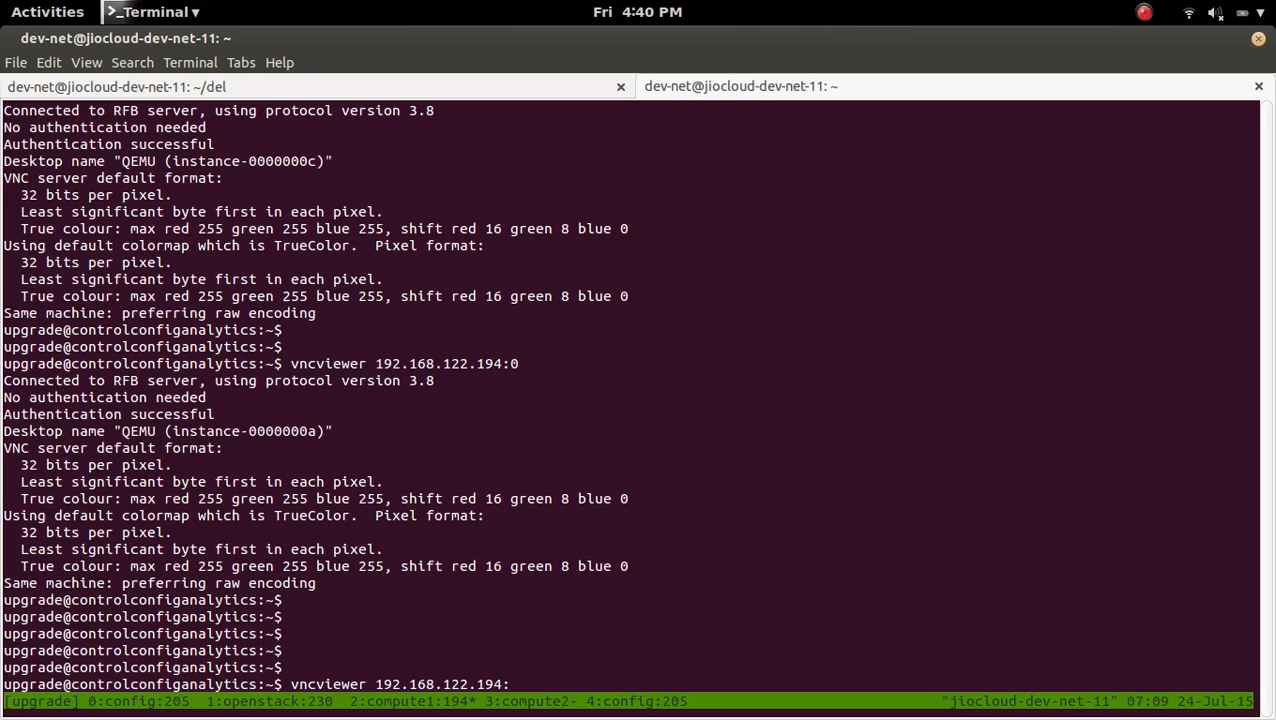 Activities
Terminal
Fri 4:40 PM
dev-net@jiocloud-dev-net-11: ~
File Edit View Search Terminal Tabs Help
dev-net@jiocloud-dev-net-11: ~/del
dev-net@jiocloud-dev-net-11: ~
Connected to RFB server, using protocol version 3.8
No authentication needed
Authentication successful
Desktop name "QEMU (instance-0000000c)"
VNC server default format:
  32 bits per pixel.
  Least significant byte first in each pixel.
  True colour: max red 255 green 255 blue 255, shift red 16 green 8 blue 0
Using default colormap which is TrueColor.  Pixel format:
  32 bits per pixel.
  Least significant byte first in each pixel.
  True colour: max red 255 green 255 blue 255, shift red 16 green 8 blue 0
Same machine: preferring raw encoding
upgrade@controlconfiganalytics:~$
upgrade@controlconfiganalytics:~$
upgrade@controlconfiganalytics:~$ vncviewer 192.168.122.194:0
Connected to RFB server, using protocol version 3.8
No authentication needed
Authentication successful
Desktop name "QEMU (instance-0000000a)"
VNC server default format:
  32 bits per pixel.
  Least significant byte first in each pixel.
  True colour: max red 255 green 255 blue 255, shift red 16 green 8 blue 0
Using default colormap which is TrueColor.  Pixel format:
  32 bits per pixel.
  Least significant byte first in each pixel.
  True colour: max red 255 green 255 blue 255, shift red 16 green 8 blue 0
Same machine: preferring raw encoding
upgrade@controlconfiganalytics:~$
upgrade@controlconfiganalytics:~$
upgrade@controlconfiganalytics:~$
upgrade@controlconfiganalytics:~$
upgrade@controlconfiganalytics:~$
upgrade@controlconfiganalytics:~$ vncviewer 192.168.122.194:
[upgrade] 0:config:205  1:openstack:230  2:compute1:194* 3:compute2- 4:config:205 "jiocloud-dev-net-11" 07:09 24-Jul-15